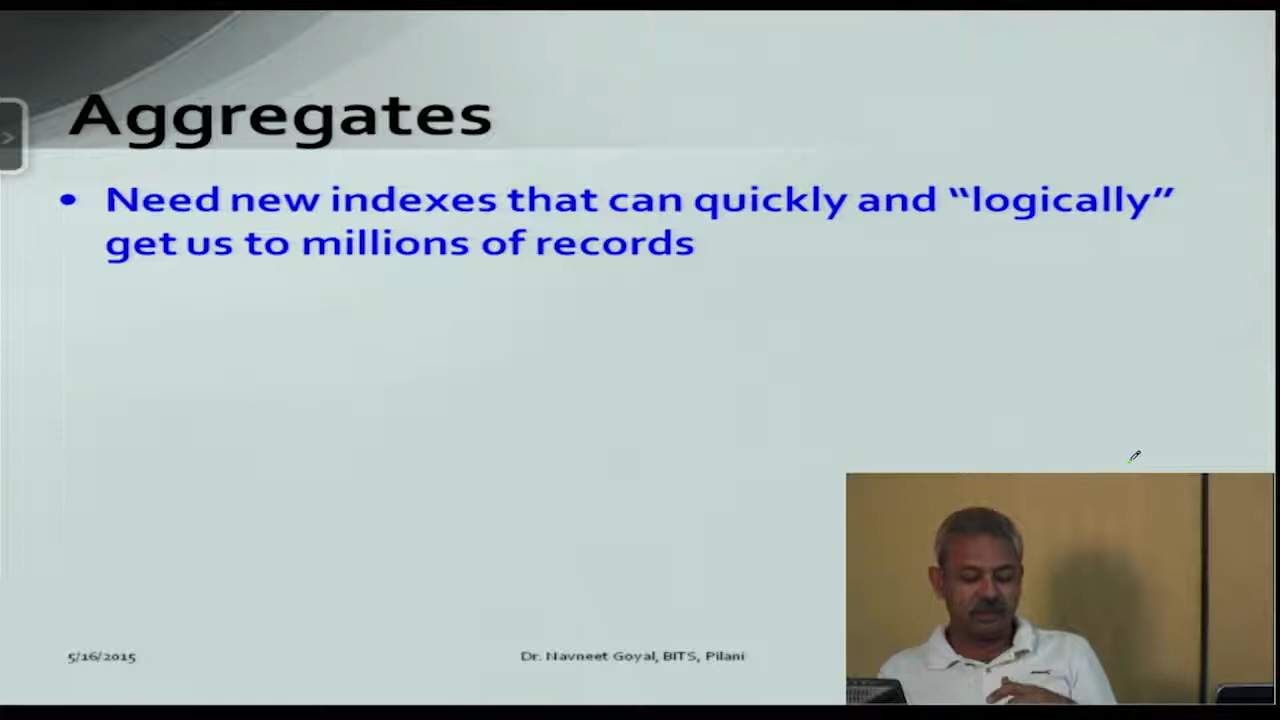 Aggregates
• Need new indexes that can quickly and “logically”
get us to millions of records
5/16/2015
Dr. Navneet Goyal, BITS, Pilani